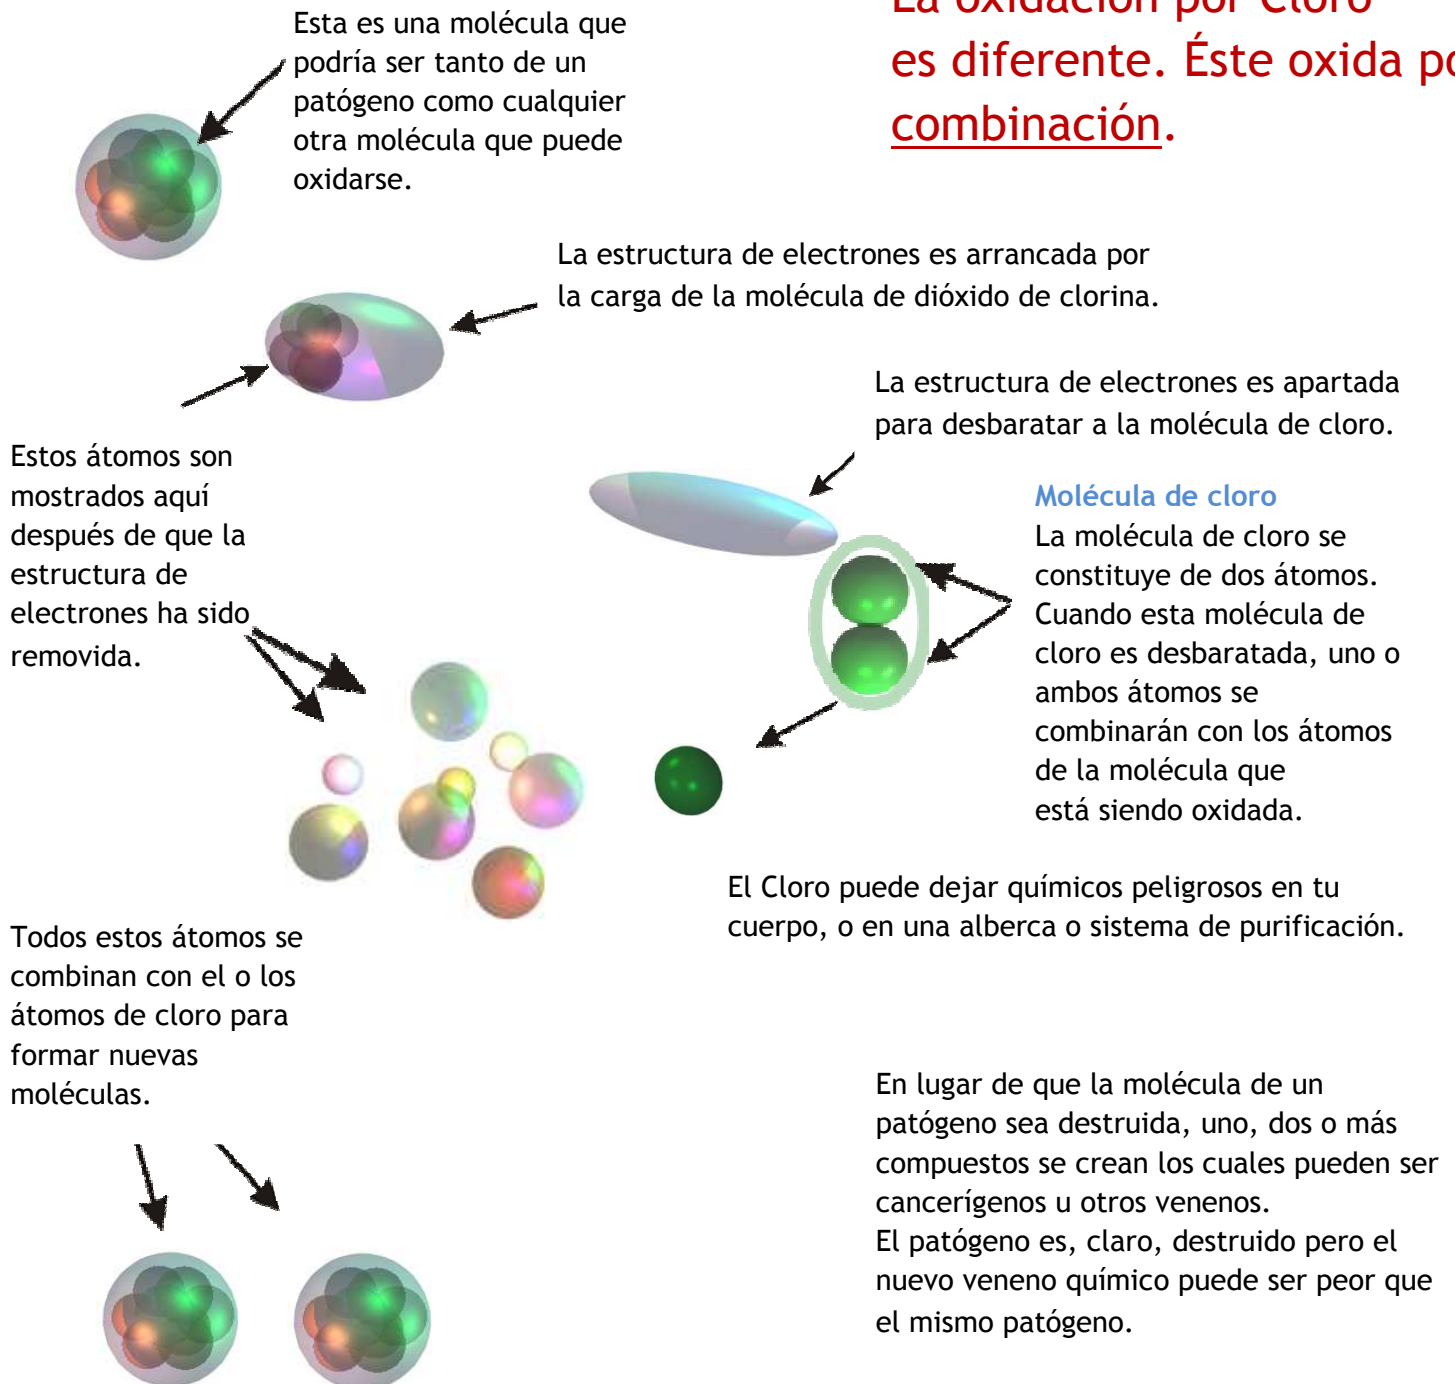 Esta es una molécula que
podría ser tanto de un
patógeno como cualquier
otra molécula que puede
oxidarse.
La oxidación por Cloro
es diferente. Éste oxida po
combinación.
La estructura de electrones es arrancada por
la carga de la molécula de dióxido de clorina.
La estructura de electrones es apartada
para desbaratar a la molécula de cloro.
Estos átomos son
mostrados aquí
después de que la
estructura de
electrones ha sido
removida.
Molécula de cloro
La molécula de cloro se
constituye de dos átomos.
Cuando esta molécula de
cloro es desbaratada, uno o
ambos átomos se
combinarán con los átomos
de la molécula que
está siendo oxidada.
El Cloro puede dejar químicos peligrosos en tu
cuerpo, o en una alberca o sistema de purificación.
Todos estos átomos se
combinan con el o los
átomos de cloro para
formar nuevas
moléculas.
En lugar de que la molécula de un
patógeno sea destruida, uno, dos o más
compuestos se crean los cuales pueden ser
cancerígenos u otros venenos.
El patógeno es, claro, destruido pero el
nuevo veneno químico puede ser peor que
el mismo patógeno.